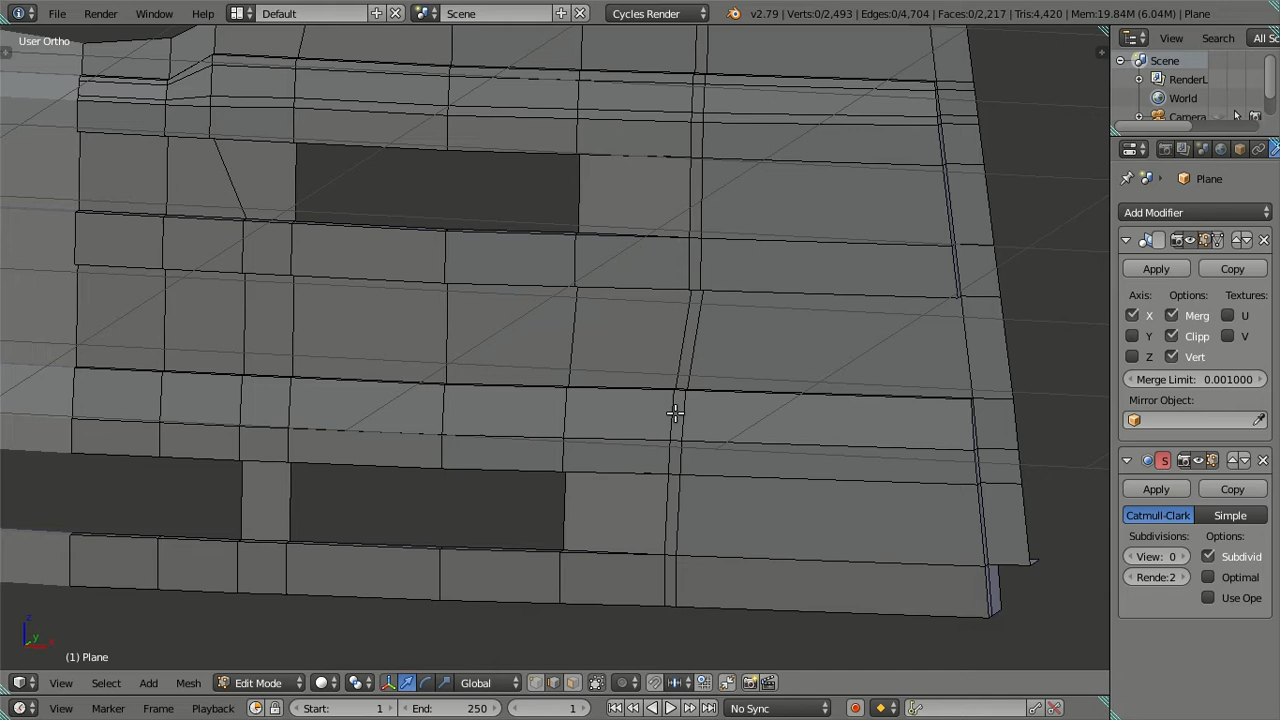 File Render Window Help Default Scene Cycles Render v2.79 | Verts:0/2,493 | Edges:0/4,704 | Faces:0/2,217 | Tris:4,420 | Mem:19.84M (6.04M) | Plane
User Ortho
View Search All Sc
Scene
RenderL
World
Camera
Plane
Add Modifier
Apply Copy
Axis: Options: Textures:
X Merg U
Y Clipp V
Z Vert
Merge Limit: 0.001000
Mirror Object:
S
Apply Copy
Catmull-Clark Simple
Subdivisions: Options:
View: 0 Subdivid
Rende:2 Optimal
Use Ope
z
y x
(1) Plane
View Select Add Mesh Edit Mode Global
View Marker Frame Playback Start: 1 End: 250 1 No Sync